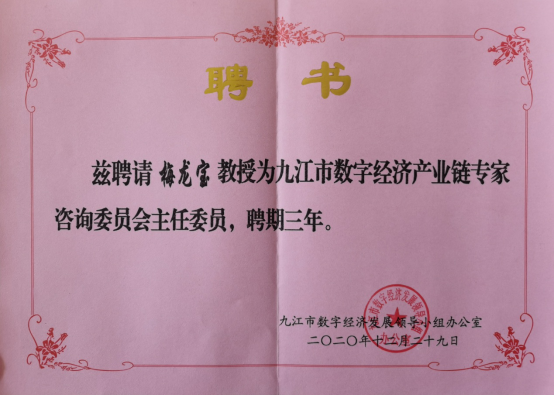 聘书
兹聘请梅龙宝教授为九江市数字经济产业链专家
咨询委员会主任委员，聘期三年。
九江市数字经济发展领导小组办公室
二〇二〇年十二月二十九日